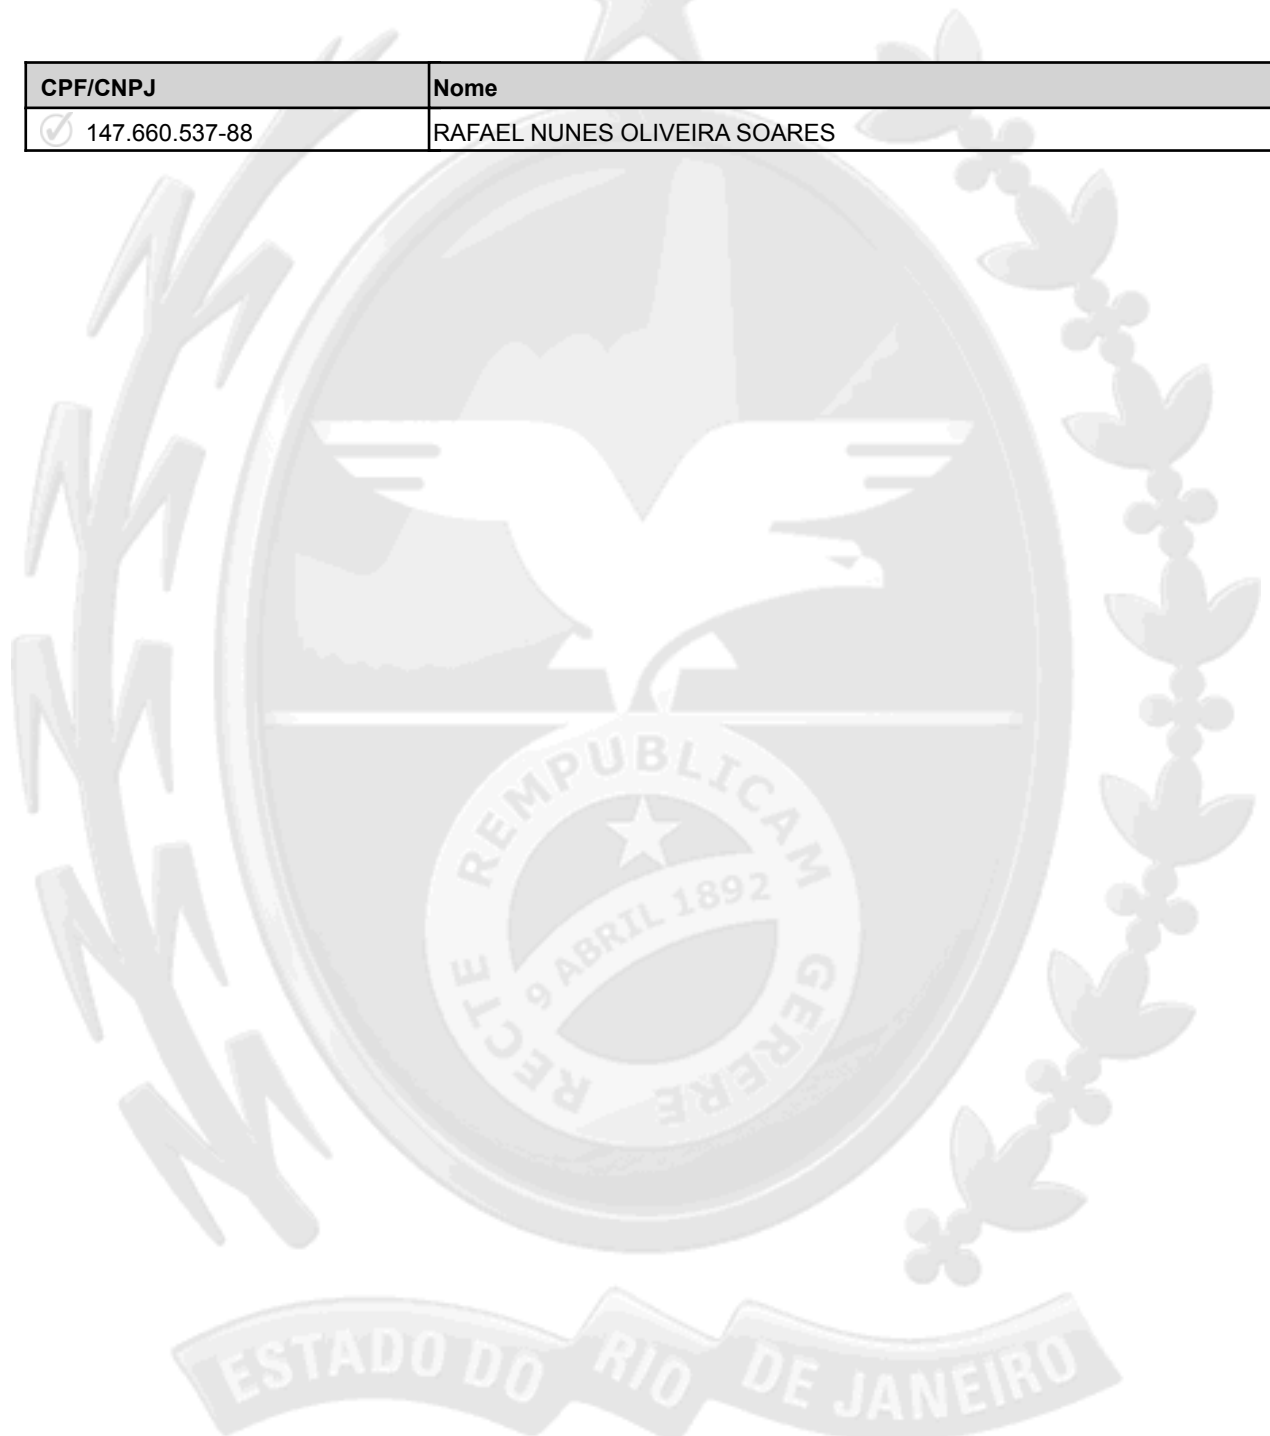 CPF/CNPJ Nome
147.660.537-88 RAFAEL NUNES OLIVEIRA SOARES
REMPUBLICAM
9 ABRIL 1892
RECTE GERERE
ESTADO DO RIO DE JANEIRO